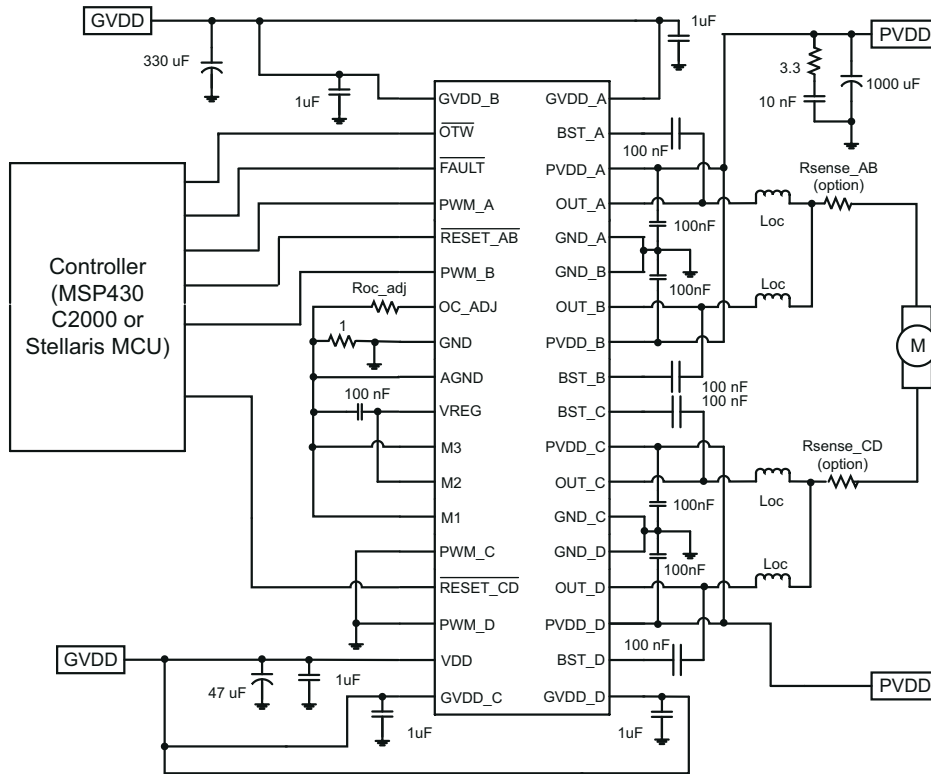 GVDD
330 uF
1uF
1uF
PVDD
3.3
10 nF
1000 uF
GVDD_B
OTW
FAULT
PWM_A
RESET_AB
PWM_B
OC_ADJ
GND
AGND
VREG
M3
M2
M1
PWM_C
RESET_CD
PWM_D
VDD
GVDD_C
GVDD_A
BST_A
PVDD_A
OUT_A
GND_A
GND_B
OUT_B
PVDD_B
BST_B
BST_C
PVDD_C
OUT_C
GND_C
GND_D
OUT_D
PVDD_D
BST_D
GVDD_D
Controller
(MSP430
C2000 or
Stellaris MCU)
Roc_adj
1
100 nF
100 nF
100nF
100nF
100 nF
100 nF
100nF
100nF
100 nF
Loc
Loc
Loc
Loc
Rsense_AB
(option)
M
Rsense_CD
(option)
GVDD
47 uF
1uF
1uF
1uF
PVDD